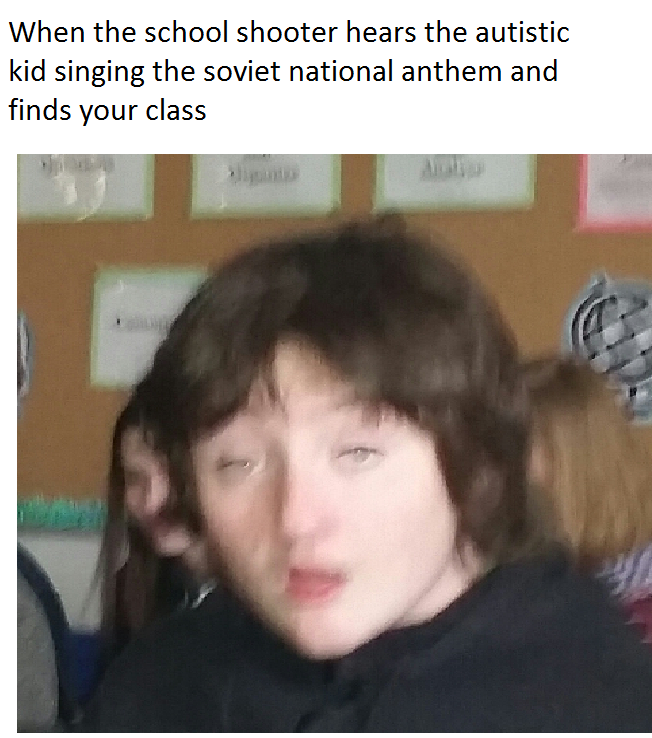 When the school shooter hears the autistic
kid singing the soviet national anthem and
finds your class